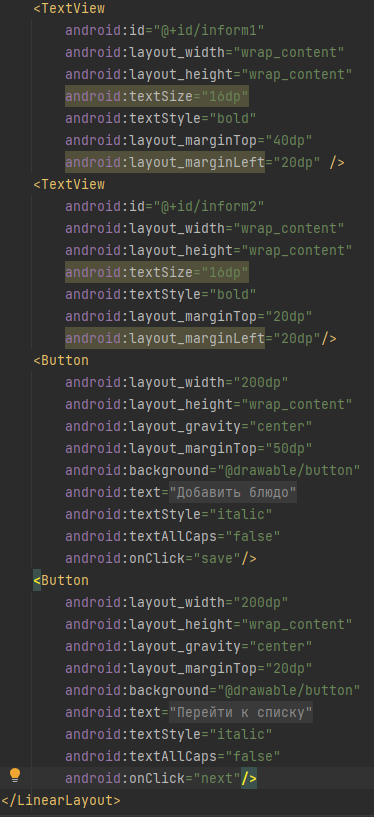 <TextView
android:id="@+id/inform1"
android:layout_width="wrap_content"
android:layout_height="wrap_content"
android:textSize="16dp"
android:textStyle="bold"
android:layout_marginTop="40dp"
android:layout_marginLeft="20dp" />
<TextView
android:id="@+id/inform2"
android:layout_width="wrap_content"
android:layout_height="wrap_content"
android:textSize="16dp"
android:textStyle="bold"
android:layout_marginTop="20dp"
android:layout_marginLeft="20dp"/>
<Button
android:layout_width="200dp"
android:layout_height="wrap_content"
android:layout_gravity="center"
android:layout_marginTop="50dp"
android:background="@drawable/button"
android:text="Добавить блюдо"
android:textStyle="italic"
android:textAllCaps="false"
android:onClick="save"/>
<Button
android:layout_width="200dp"
android:layout_height="wrap_content"
android:layout_gravity="center"
android:layout_marginTop="20dp"
android:background="@drawable/button"
android:text="Перейти к списку"
android:textStyle="italic"
android:textAllCaps="false"
android:onClick="next"/>
</LinearLayout>